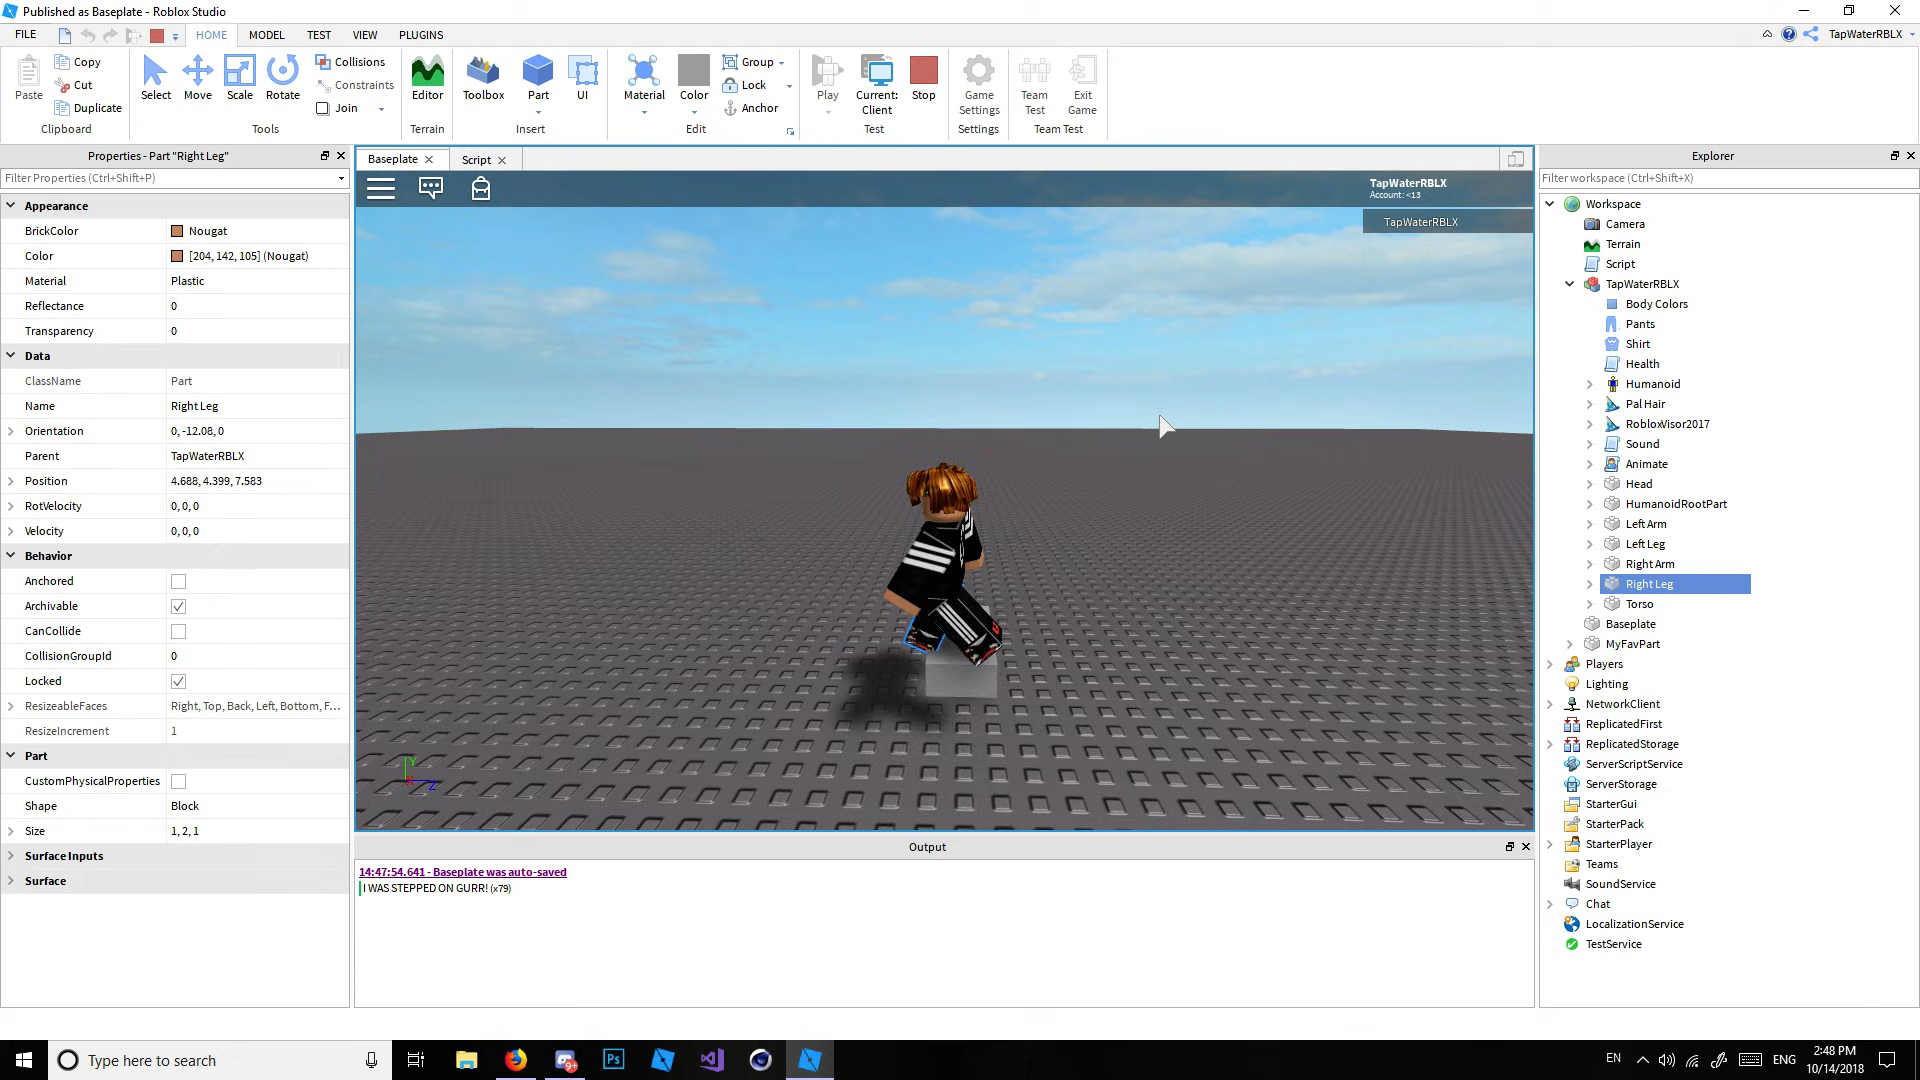 Published as Baseplate - Roblox Studio
FILE HOME MODEL TEST VIEW PLUGINS TapWaterRBLX
Paste Copy Cut Duplicate Clipboard
Select Move Scale Rotate Collisions Constraints Join Tools
Editor Terrain
Toolbox Part UI Insert
Material Color Group Lock Anchor Edit
Play Current: Client Stop Test
Game Settings Settings
Team Test Exit Game Team Test
Properties - Part "Right Leg"
Filter Properties (Ctrl+Shift+P)
Appearance
BrickColor Nougat
Color [204, 142, 105] (Nougat)
Material Plastic
Reflectance 0
Transparency 0
Data
ClassName Part
Name Right Leg
Orientation 0, -12.08, 0
Parent TapWaterRBLX
Position 4.688, 4.399, 7.583
RotVelocity 0, 0, 0
Velocity 0, 0, 0
Behavior
Anchored
Archivable
CanCollide
CollisionGroupId 0
Locked
ResizeableFaces Right, Top, Back, Left, Bottom, F...
ResizeIncrement 1
Part
CustomPhysicalProperties
Shape Block
Size 1, 2, 1
Surface Inputs
Surface
Baseplate Script
TapWaterRBLX
Account: <13
TapWaterRBLX
Y
Z
Output
14:47:54.641 - Baseplate was auto-saved
I WAS STEPPED ON GURR! (x79)
Explorer
Filter workspace (Ctrl+Shift+X)
Workspace
Camera
Terrain
Script
TapWaterRBLX
Body Colors
Pants
Shirt
Health
Humanoid
Pal Hair
RobloxVisor2017
Sound
Animate
Head
HumanoidRootPart
Left Arm
Left Leg
Right Arm
Right Leg
Torso
Baseplate
MyFavPart
Players
Lighting
NetworkClient
ReplicatedFirst
ReplicatedStorage
ServerScriptService
ServerStorage
StarterGui
StarterPack
StarterPlayer
Teams
SoundService
Chat
LocalizationService
TestService
Type here to search
9+
Ps
EN ENG
2:48 PM
10/14/2018